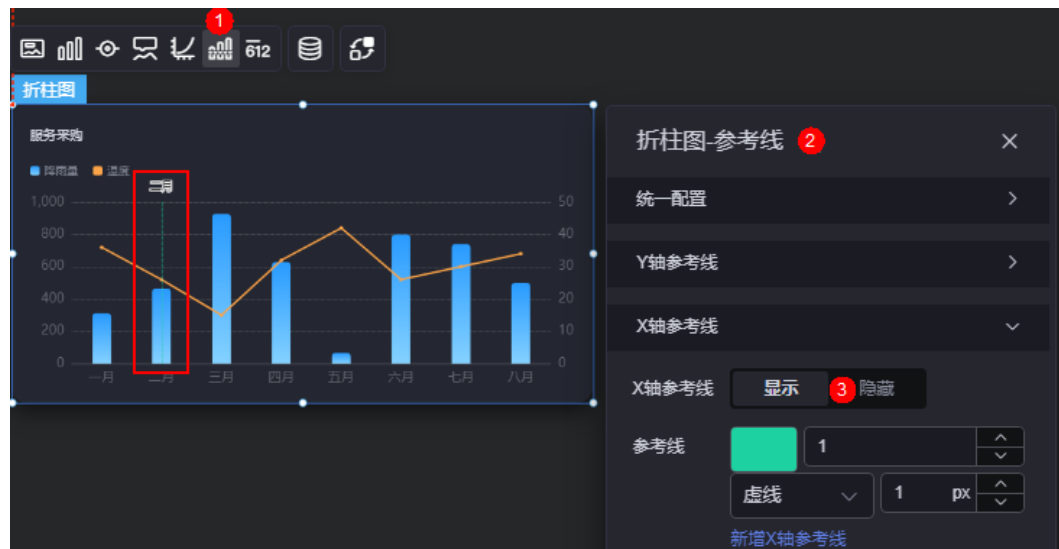 1
612
折柱图
服务采购
降雨量 温度
二月
1,000 50
800 40
600 30
400 20
200 10
0 0
一月 二月 三月 四月 五月 六月 七月 八月
折柱图-参考线 2
统一配置
Y轴参考线
X轴参考线
X轴参考线 显示 3 隐藏
参考线 1
虚线 1 px
新增X轴参考线